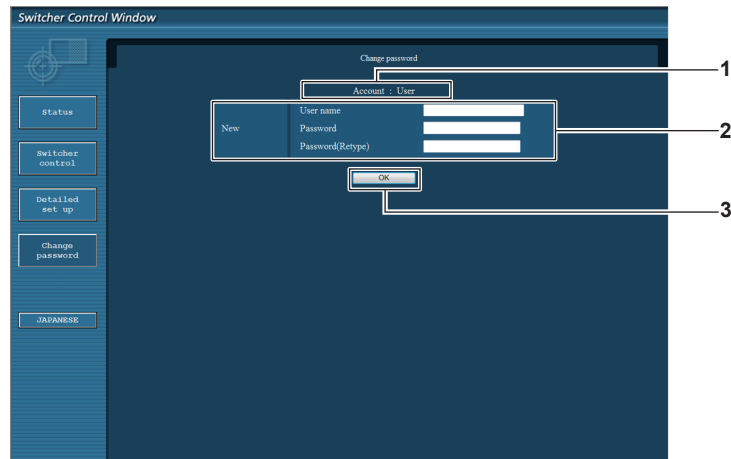 Switcher Control Window
Change password
1
Account : User
Status
New
User name
Password
Password(Retype)
2
Switcher
control
OK
3
Detailed
set up
Change
password
JAPANESE